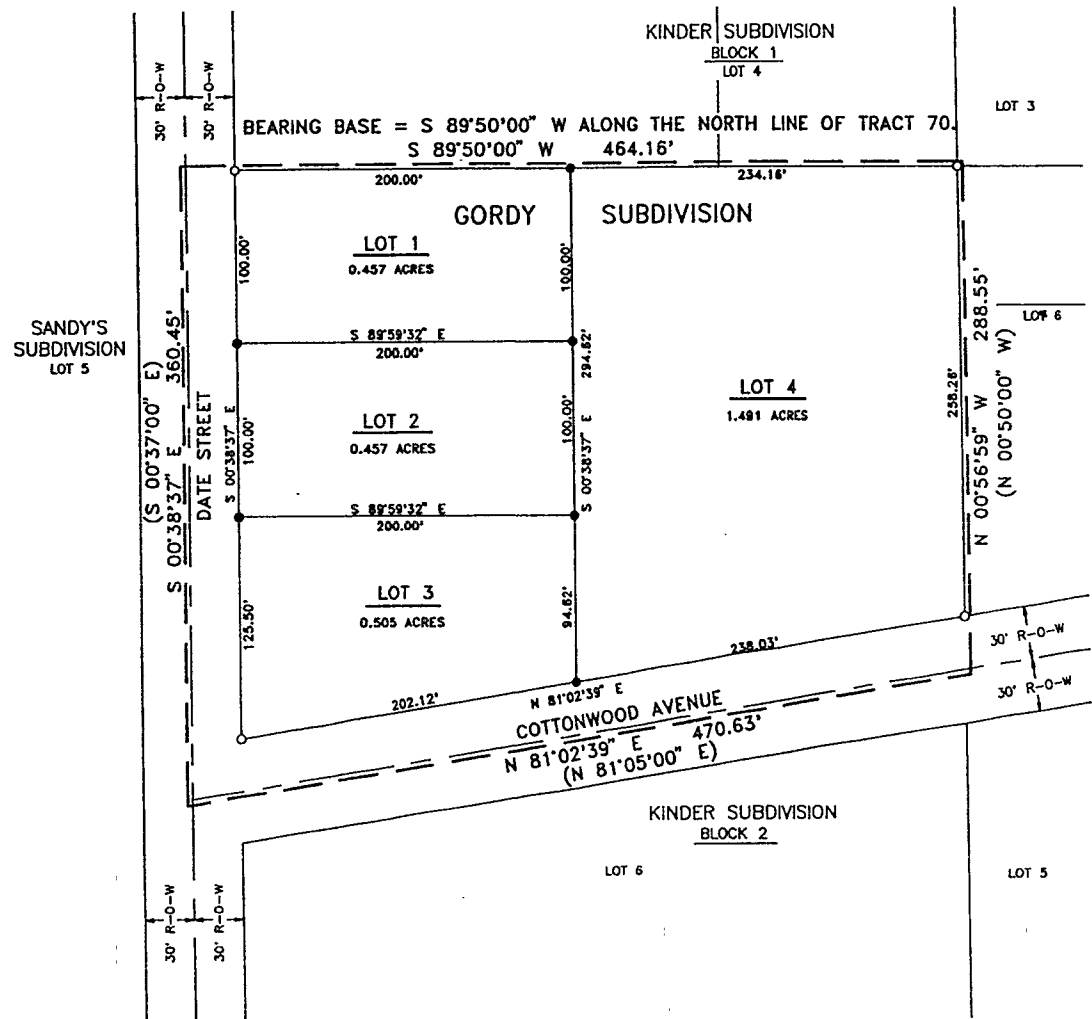 KINDER SUBDIVISION
BLOCK 1
LOT 4
LOT 3
30' R-O-W
30' R-O-W
BEARING BASE = S 89°50'00" W ALONG THE NORTH LINE OF TRACT 70.
S 89°50'00" W 464.16'
200.00'
234.16'
GORDY SUBDIVISION
LOT 1
0.457 ACRES
100.00'
100.00'
S 89°59'32" E
200.00'
294.62'
SANDY'S
SUBDIVISION
LOT 5
(S 00°37'00" E)
S 00°38'37" E 360.45'
DATE STREET
S 00°38'37" E
100.00'
LOT 2
0.457 ACRES
100.00'
S 00°38'37" E
S 89°59'32" E
200.00'
LOT 4
1.491 ACRES
258.26'
N 00°56'59" W 288.55'
(N 00°50'00" W)
LOT 6
LOT 3
0.505 ACRES
125.50'
94.62'
202.12'
N 81°02'39" E
238.03'
30' R-O-W
30' R-O-W
COTTONWOOD AVENUE
N 81°02'39" E 470.63'
(N 81°05'00" E)
KINDER SUBDIVISION
BLOCK 2
LOT 6
LOT 5
30' R-O-W
30' R-O-W